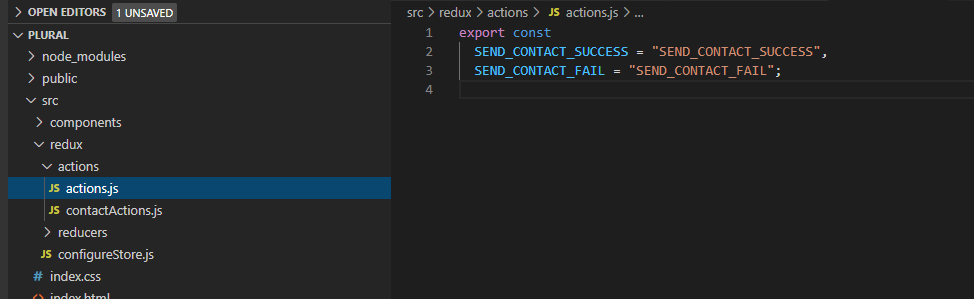 OPEN EDITORS 1 UNSAVED
PLURAL
node_modules
public
src
components
redux
actions
JS actions.js
JS contactActions.js
reducers
JS configureStore.js
# index.css
<> index.html
src > redux > actions > JS actions.js > ...
1 export const
2 SEND_CONTACT_SUCCESS = "SEND_CONTACT_SUCCESS",
3 SEND_CONTACT_FAIL = "SEND_CONTACT_FAIL";
4